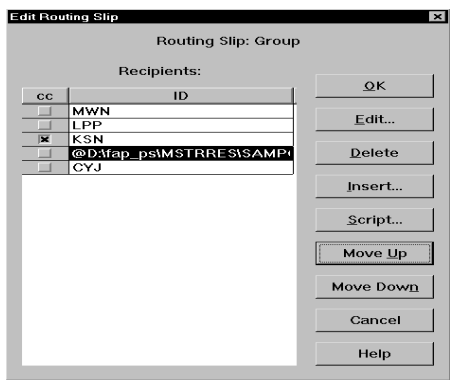 Edit Routing Slip
Routing Slip: Group
Recipients:
cc ID
MWN
LPP
KSN
@D:\fap_ps\MSTRRES\SAMP
CYJ
OK
Edit...
Delete
Insert...
Script...
Move Up
Move Down
Cancel
Help